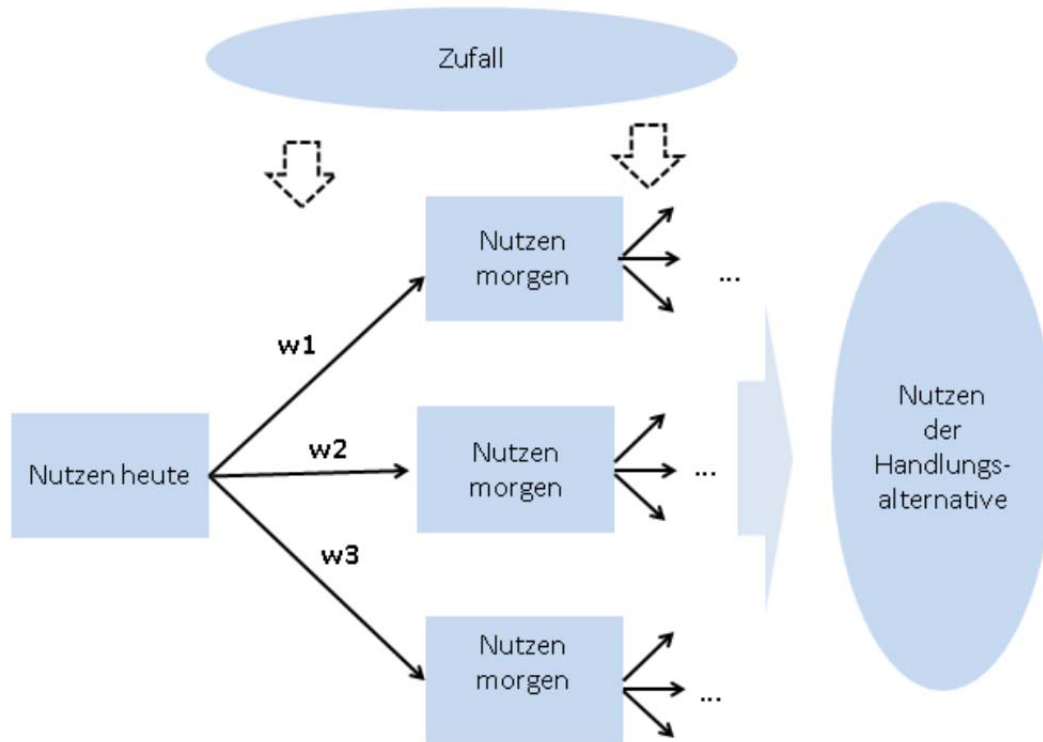 Zufall
Nutzen
morgen
...
w1
Nutzen heute
w2
Nutzen
morgen
...
w3
Nutzen
morgen
...
Nutzen
der
Handlungs-
alternative